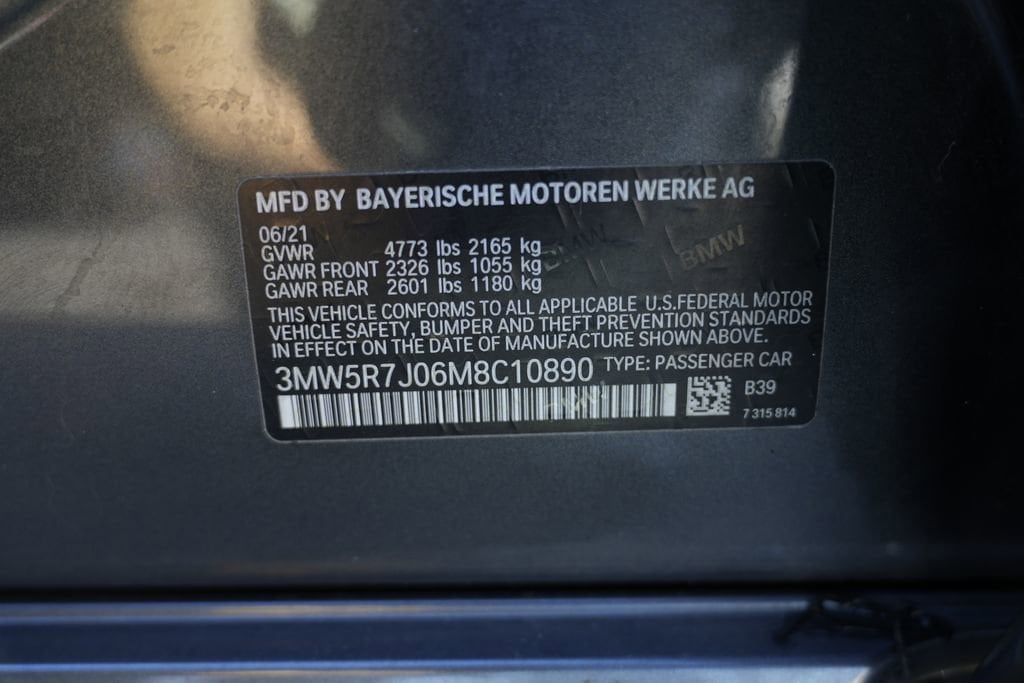 MFD BY BAYERISCHE MOTOREN WERKE AG
06/21
GVWR 4773 lbs 2165 kg
GAWR FRONT 2326 lbs 1055 kg
GAWR REAR 2601 lbs 1180 kg
BMW
BMW
THIS VEHICLE CONFORMS TO ALL APPLICABLE U.S.FEDERAL MOTOR
VEHICLE SAFETY, BUMPER AND THEFT PREVENTION STANDARDS
IN EFFECT ON THE DATE OF MANUFACTURE SHOWN ABOVE.
3MW5R7J06M8C10890 TYPE: PASSENGER CAR
BMW
B39
7 315 814